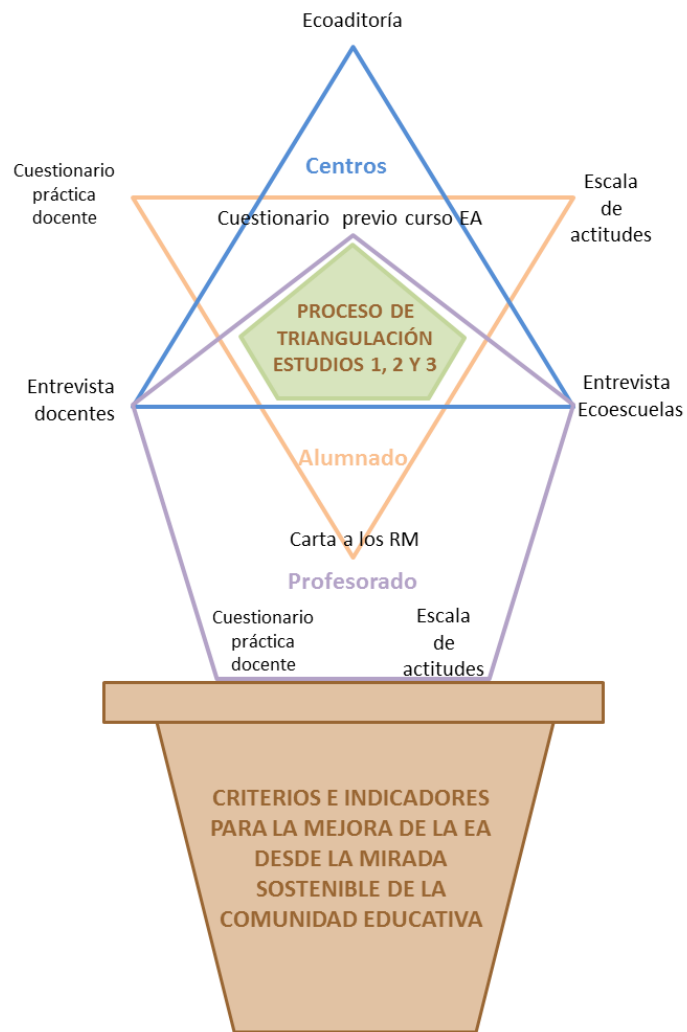 Ecoaditoría
Centros
Cuestionario
práctica
docente
Escala
de
actitudes
Cuestionario previo curso EA
PROCESO DE
TRIANGULACIÓN
ESTUDIOS 1, 2 Y 3
Entrevista
docentes
Entrevista
Ecoescuelas
Alumnado
Carta a los RM
Profesorado
Cuestionario
práctica
docente
Escala
de
actitudes
CRITERIOS E INDICADORES
PARA LA MEJORA DE LA EA
DESDE LA MIRADA
SOSTENIBLE DE LA
COMUNIDAD EDUCATIVA